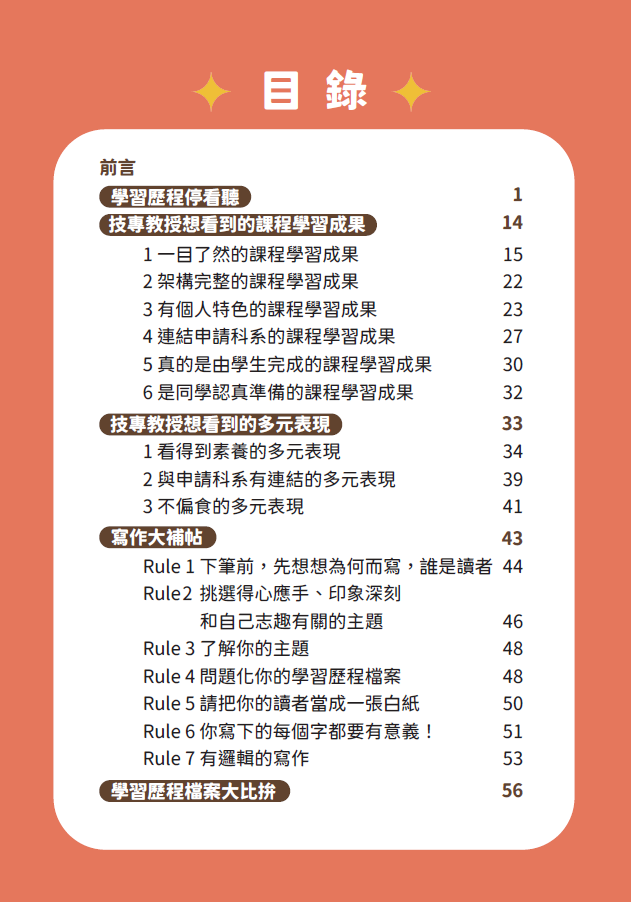 目 錄
前言
學習歷程停看聽 1
技專教授想看到的課程學習成果 14
1 一目了然的課程學習成果 15
2 架構完整的課程學習成果 22
3 有個人特色的課程學習成果 23
4 連結申請科系的課程學習成果 27
5 真的是由學生完成的課程學習成果 30
6 是同學認真準備的課程學習成果 32
技專教授想看到的多元表現 33
1 看得到素養的多元表現 34
2 與申請科系有連結的多元表現 39
3 不偏食的多元表現 41
寫作大補帖 43
Rule 1 下筆前，先想想為何而寫，誰是讀者 44
Rule2 挑選得心應手、印象深刻
和自己志趣有關的主題 46
Rule 3 了解你的主題 48
Rule 4 問題化你的學習歷程檔案 48
Rule 5 請把你的讀者當成一張白紙 50
Rule 6 你寫下的每個字都要有意義！ 51
Rule 7 有邏輯的寫作 53
學習歷程檔案大比拚 56